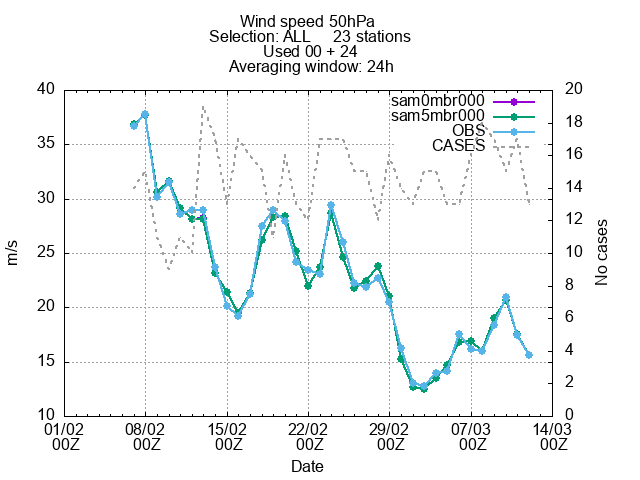 Wind speed 50hPa
Selection: ALL 23 stations
Used 00 + 24
Averaging window: 24h
40 20
sam0mbr000
sam5mbr000 18
OBS
35 CASES 16
30 14
12
25 10
m/s No cases
8
20 6
15 4
2
10 0
01/02 08/02 15/02 22/02 29/02 07/03 14/03
00Z 00Z 00Z 00Z 00Z 00Z 00Z
Date